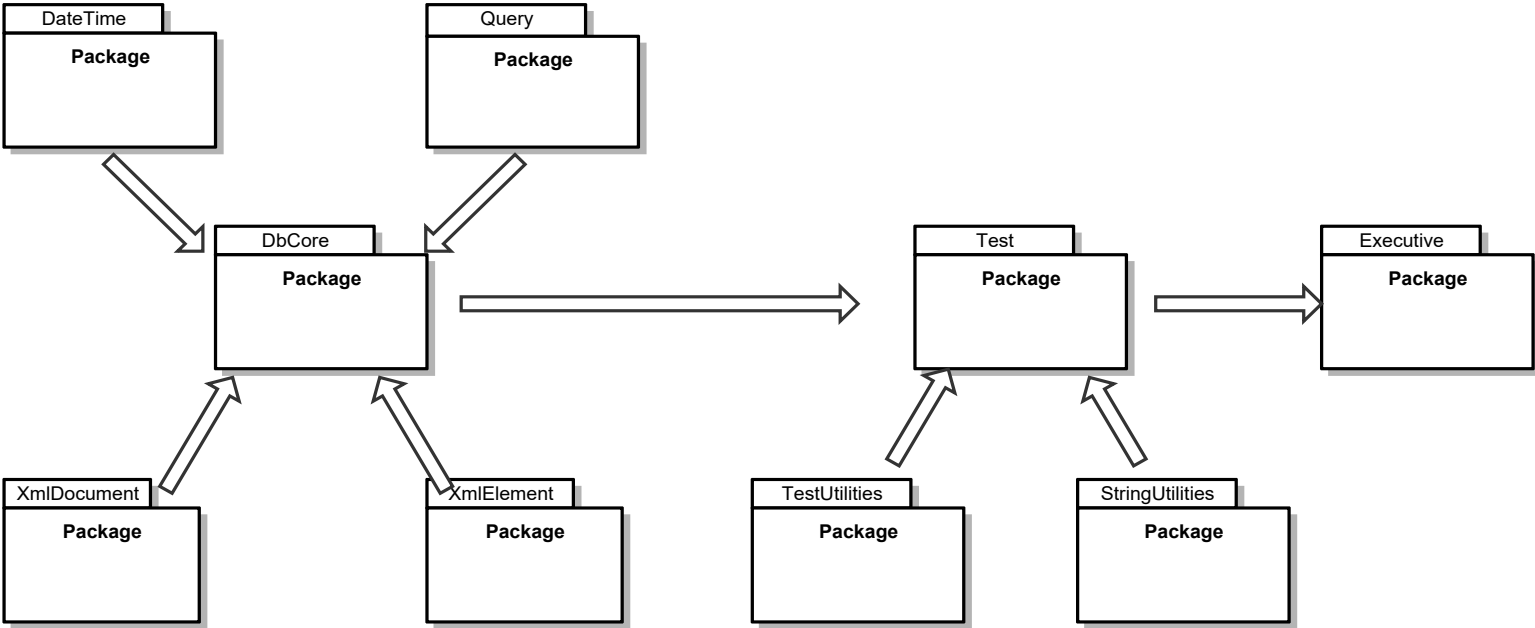 DateTime
Package
Query
Package
DbCore
Package
Test
Package
Executive
Package
XmlDocument
Package
XmlElement
Package
TestUtilities
Package
StringUtilities
Package